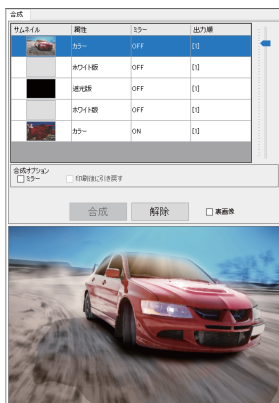 合成
サムネイル 属性 ミラー 出力順
カラー OFF [1]
ホワイト版 OFF [1]
遮光版 OFF [1]
ホワイト版 OFF [1]
カラー ON [1]
合成オプション
ミラー 印刷後に引き戻す
合成 解除 裏面像